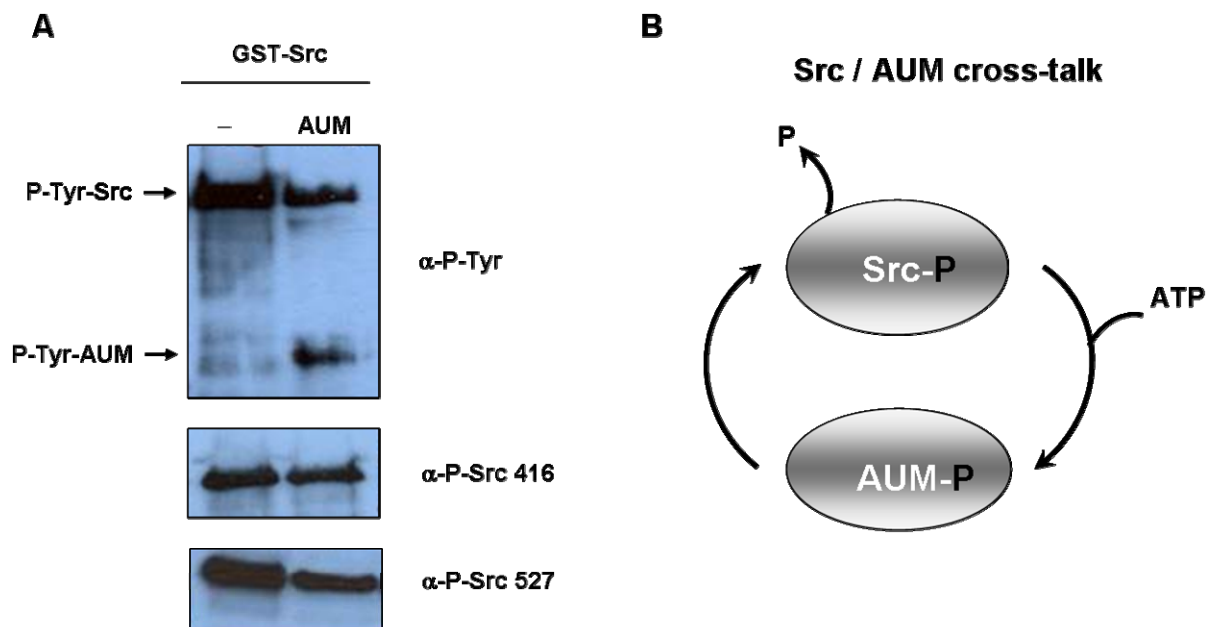 A
GST-Src
– AUM
P-Tyr-Src
α-P-Tyr
P-Tyr-AUM
α-P-Src 416
α-P-Src 527
B
Src / AUM cross-talk
P
Src-P
ATP
AUM-P